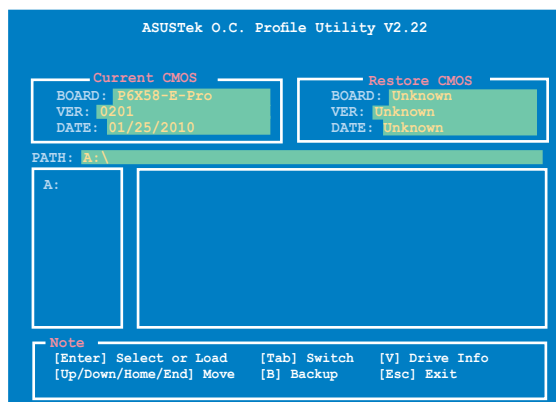 ASUSTek O.C. Profile Utility V2.22
Current CMOS
BOARD: P6X58-E-Pro
VER: 0201
DATE: 01/25/2010
Restore CMOS
BOARD: Unknown
VER: Unknown
DATE: Unknown
PATH: A:\
A:
Note
[Enter] Select or Load [Tab] Switch [V] Drive Info
[Up/Down/Home/End] Move [B] Backup [Esc] Exit